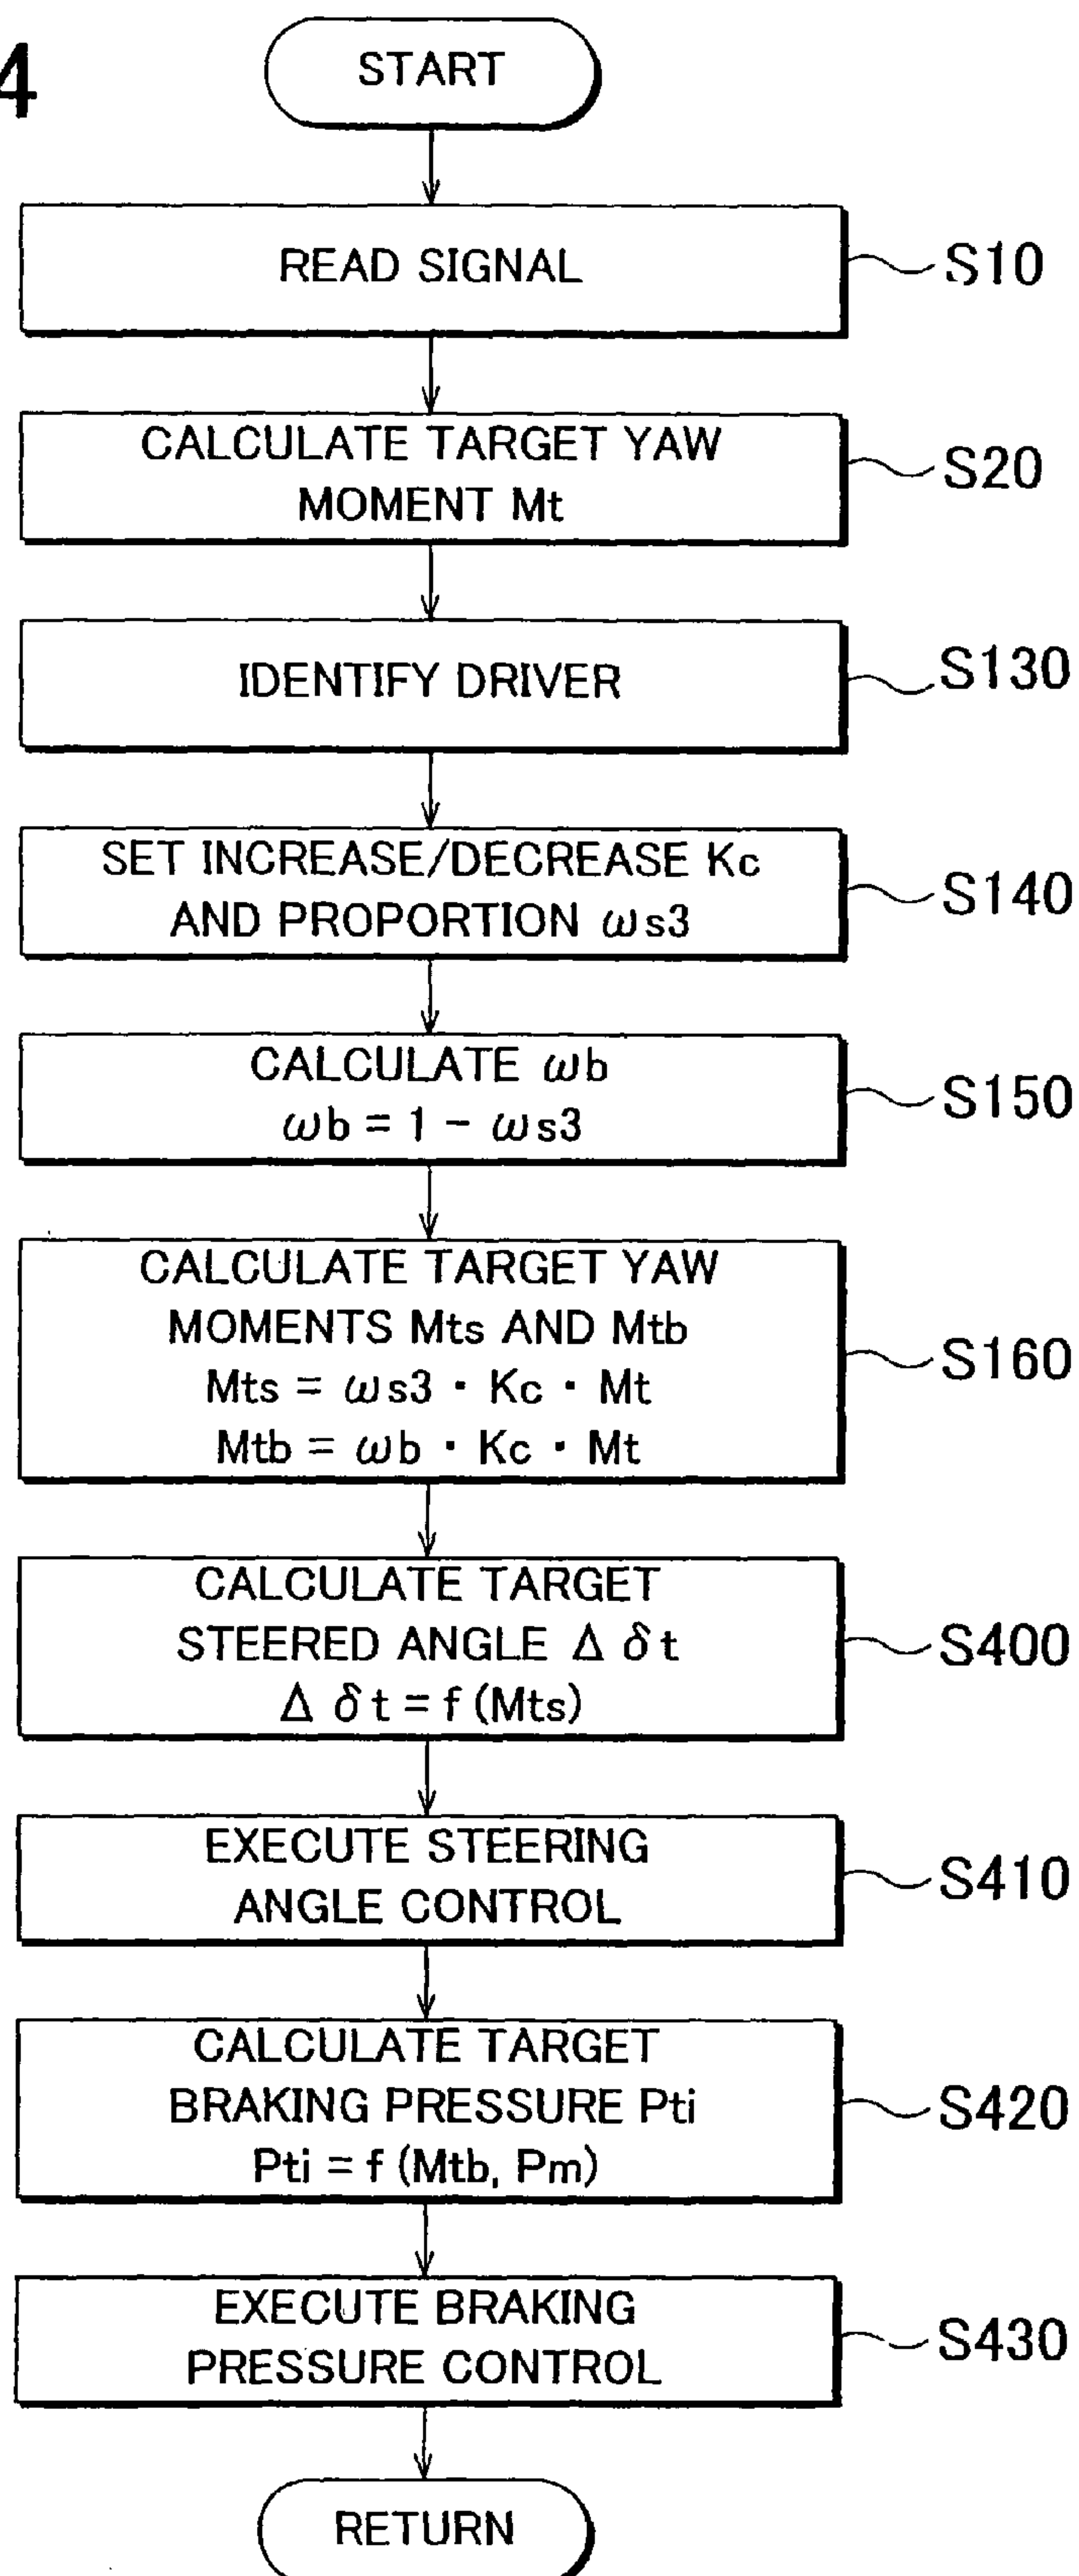 4
START
READ SIGNAL
S10
CALCULATE TARGET YAW
MOMENT Mt
S20
IDENTIFY DRIVER
S130
SET INCREASE/DECREASE Kc
AND PROPORTION ωs3
S140
CALCULATE ωb
ωb = 1 - ωs3
S150
CALCULATE TARGET YAW
MOMENTS Mts AND Mtb
Mts = ωs3 · Kc · Mt
Mtb = ωb · Kc · Mt
S160
CALCULATE TARGET
STEERED ANGLE Δδt
Δδt = f (Mts)
S400
EXECUTE STEERING
ANGLE CONTROL
S410
CALCULATE TARGET
BRAKING PRESSURE Pti
Pti = f (Mtb, Pm)
S420
EXECUTE BRAKING
PRESSURE CONTROL
S430
RETURN